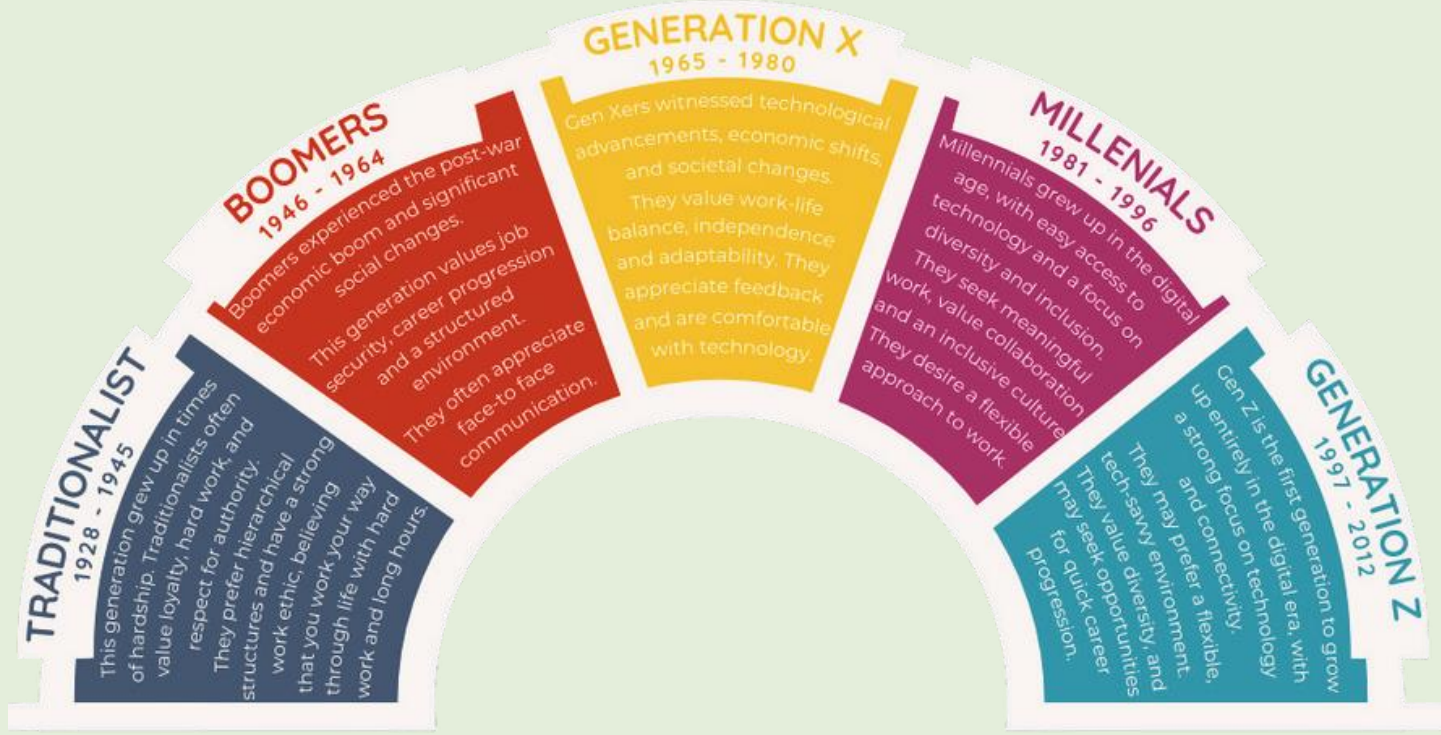 TRADITIONALIST
1928 - 1945
This generation grew up in times
of hardship. Traditionalists often
value loyalty, hard work, and
respect for authority.
They prefer hierarchical
structures and have a strong
work ethic, believing
that you work your way
through life with hard
work and long hours.
BOOMERS
1946 - 1964
Boomers experienced the post-war
economic boom and significant
social changes.
This generation values job
security, career progression
and a structured
environment.
They often appreciate
face-to face
communication.
GENERATION X
1965 - 1980
Gen Xers witnessed technological
advancements, economic shifts,
and societal changes.
They value work-life
balance, independence
and adaptability. They
appreciate feedback
and are comfortable
with technology.
MILLENIALS
1981 - 1996
Millennials grew up in the digital
age, with easy access to
technology and a focus on
diversity and inclusion.
They seek meaningful
work, value collaboration
and an inclusive culture
They desire a flexible
approach to work.
GENERATION Z
1997 - 2012
Gen Z is the first generation to grow
up entirely in the digital era, with
a strong focus on technology
and connectivity.
They may prefer a flexible,
tech-savvy environment.
They value diversity, and
may seek opportunities
for quick career
progression.